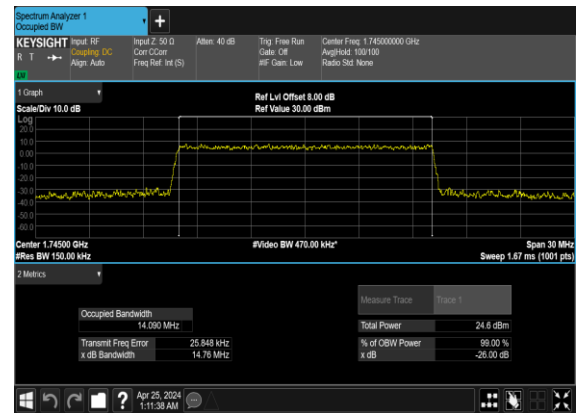 Spectrum Analyzer 1
Occupied BW
KEYSIGHT Input: RF Input Z: 50 Ω Atten: 40 dB Trig: Free Run Center Freq: 1.745000000 GHz
R T Coupling: DC Corr CCorr Gate: Off Avg|Hold: 100/100
Align: Auto Freq Ref: Int (S) #IF Gain: Low Radio Std: None
LXI
1 Graph
Ref Lvl Offset 8.00 dB
Scale/Div 10.0 dB Ref Value 30.00 dBm
Log
20.0
10.0
0.00
-10.0
-20.0
-30.0
-40.0
-50.0
-60.0
Center 1.74500 GHz #Video BW 470.00 kHz* Span 30 MHz
#Res BW 150.00 kHz Sweep 1.67 ms (1001 pts)
2 Metrics
Measure Trace Trace 1
Occupied Bandwidth
14.090 MHz Total Power 24.6 dBm
Transmit Freq Error 25.848 kHz % of OBW Power 99.00 %
x dB Bandwidth 14.76 MHz x dB -26.00 dB
Apr 25, 2024
1:11:38 AM